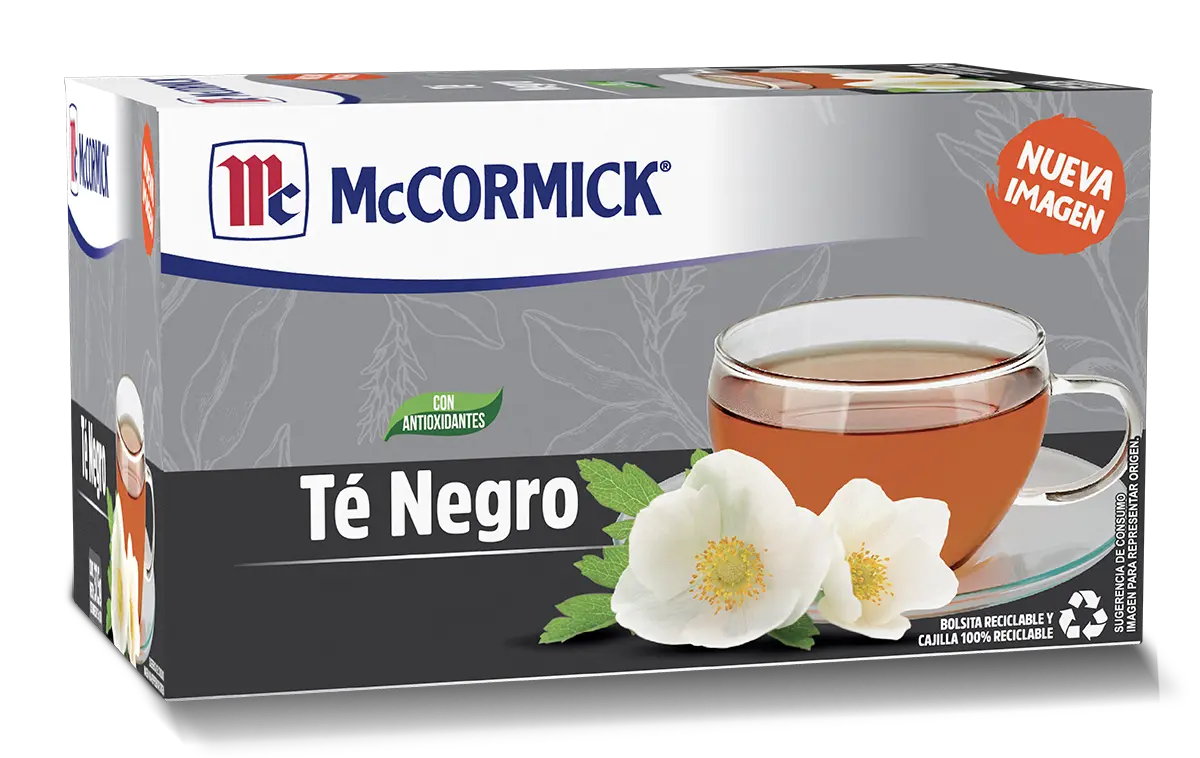 Mc McCORMICK®
NUEVA
IMAGEN
CON
ANTIOXIDANTES
Té Negro
BOLSITA RECICLABLE Y
CAJILLA 100% RECICLABLE
SUGERENCIA DE CONSUMO.
IMAGEN PARA REPRESENTAR ORIGEN.
McCORMICK
Té Negro